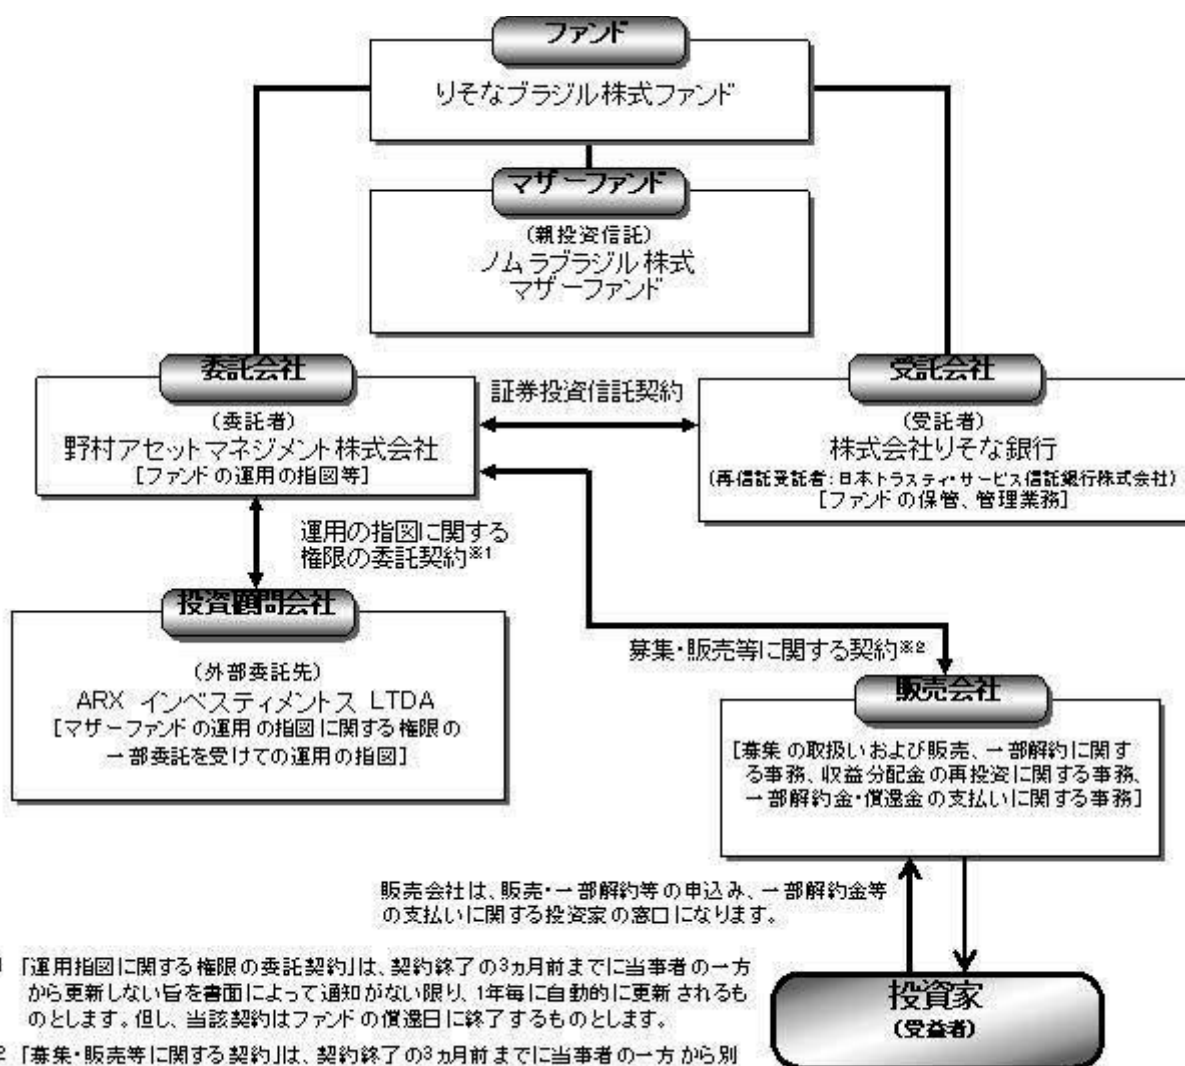 ファンド
りそなブラジル株式ファンド
マザーファンド
(親投資信託)
ノムラブラジル株式
マザーファンド
委託会社
(委託者)
野村アセットマネジメント株式会社
[ファンドの運用の指図等]
証券投資信託契約
受託会社
(受託者)
株式会社りそな銀行
(再信託受託者:日本トラスティ・サービス信託銀行株式会社)
[ファンドの保管、管理業務]
運用の指図に関する
権限の委託契約※1
投資顧問会社
(外部委託先)
ARX インベスティメントス LTDA
[マザーファンドの運用の指図に関する権限の
一部委託を受けての運用の指図]
募集・販売等に関する契約※2
販売会社
[募集の取扱いおよび販売、一部解約に関す
る事務、収益分配金の再投資に関する事務、
一部解約金・償還金の支払いに関する事務]
販売会社は、販売・一部解約等の申込み、一部解約金等
の支払いに関する投資家の窓口になります。
投資家
(受益者)
1 「運用指図に関する権限の委託契約」は、契約終了の3ヵ月前までに当事者の一方
から更新しない旨を書面によって通知がない限り、1年毎に自動的に更新されるも
のとします。但し、当該契約はファンドの償還日に終了するものとします。
2 「募集・販売等に関する契約」は、契約終了の3ヵ月前までに当事者の一方から別